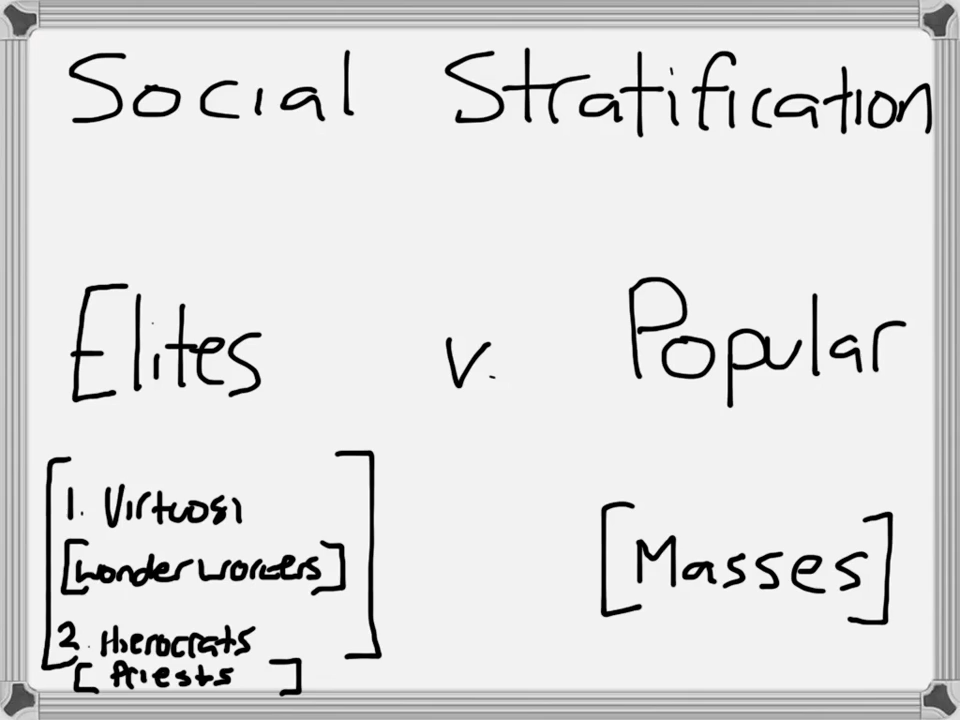 Social Stratification
Elites v. Popular
1. Virtuosi
[wonderworkers]
[Masses]
2. Hierocrats
[Priests]